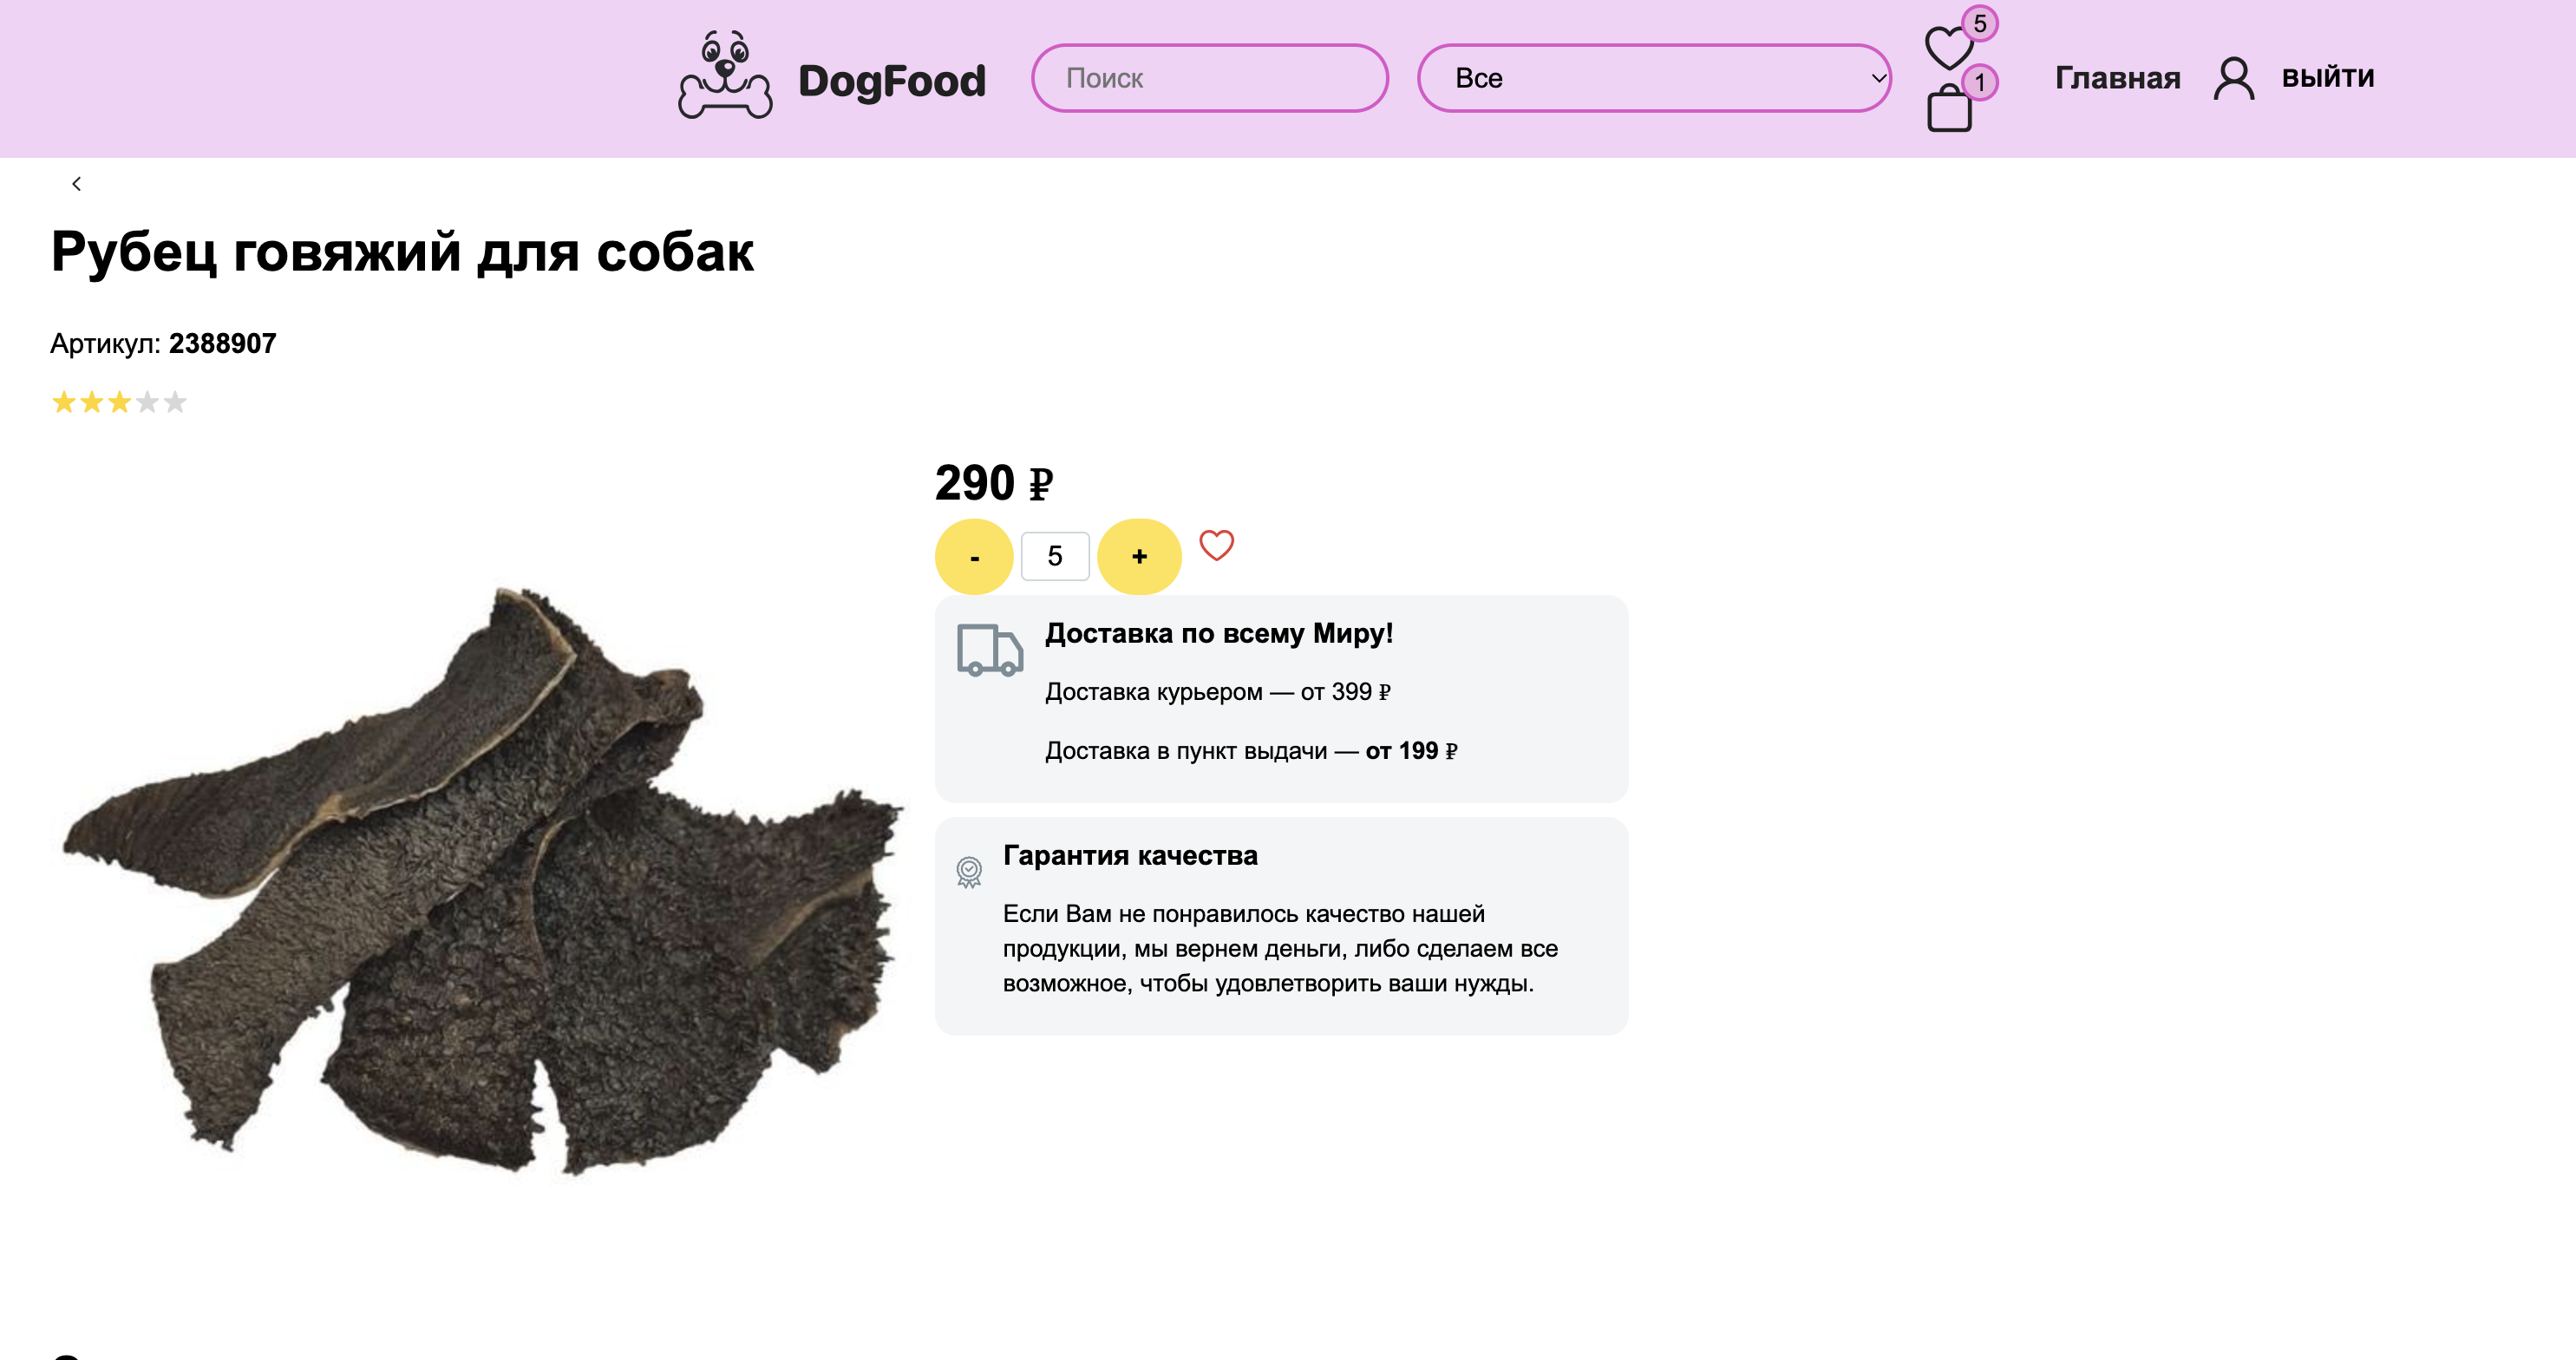 DogFood
Поиск
Все
5
1
Главная
ВЫЙТИ
Рубец говяжий для собак
Артикул: 2388907
290 ₽
-
5
+
Доставка по всему Миру!
Доставка курьером — от 399 ₽
Доставка в пункт выдачи — от 199 ₽
Гарантия качества
Если Вам не понравилось качество нашей
продукции, мы вернем деньги, либо сделаем все
возможное, чтобы удовлетворить ваши нужды.